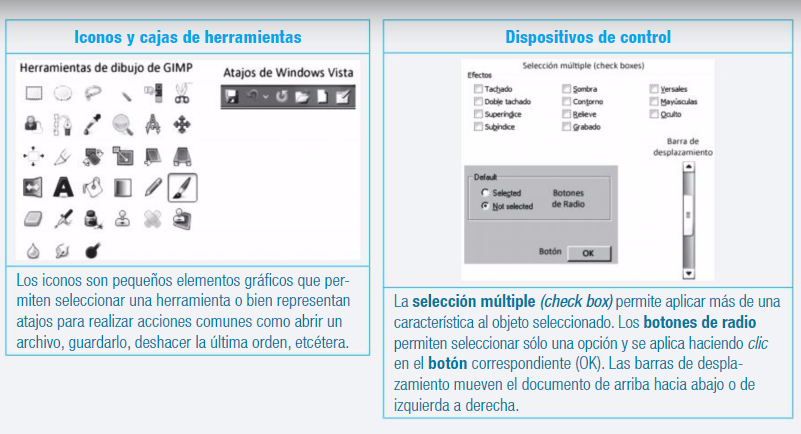 Iconos y cajas de herramientas
Herramientas de dibujo de GIMP
Atajos de Windows Vista
Los iconos son pequeños elementos gráficos que per-
miten seleccionar una herramienta o bien representan
atajos para realizar acciones comunes como abrir un
archivo, guardarlo, deshacer la última orden, etcétera.
Dispositivos de control
Selección múltiple (check boxes)
Efectos
Tachado
Doble tachado
Superíndice
Subíndice
Sombra
Contorno
Relieve
Grabado
Versales
Mayúsculas
Oculto
Barra de
desplazamiento
Default
Selected
Not selected
Botones
de Radio
Botón
OK
La selección múltiple (check box) permite aplicar más de una
característica al objeto seleccionado. Los botones de radio
permiten seleccionar sólo una opción y se aplica haciendo clic
en el botón correspondiente (OK). Las barras de despla-
zamiento mueven el documento de arriba hacia abajo o de
izquierda a derecha.